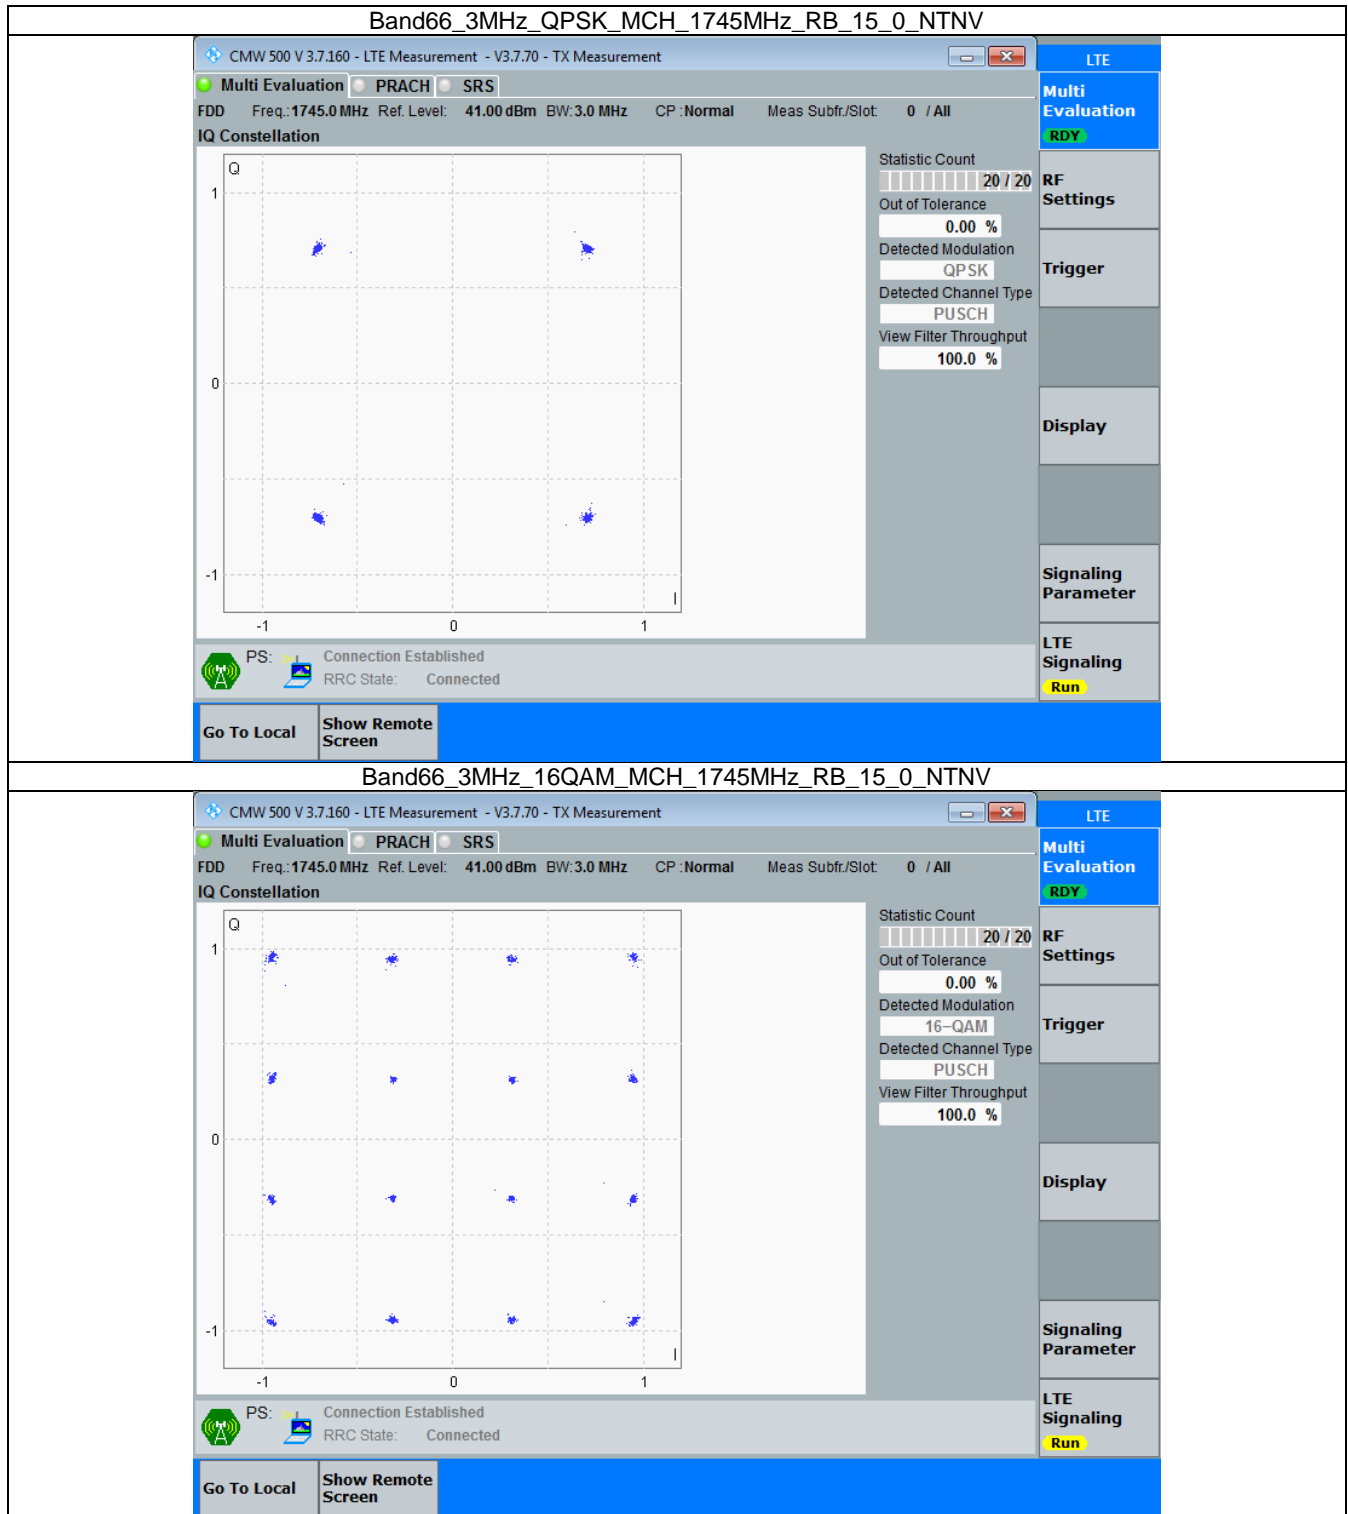 Band66_3MHz_QPSK_MCH_1745MHz_RB_15_0_NTNV
CMW 500 V 3.7.160 - LTE Measurement - V3.7.70 - TX Measurement
LTE
Multi Evaluation PRACH SRS
FDD Freq.:1745.0 MHz Ref. Level: 41.00 dBm BW:3.0 MHz CP :Normal Meas Subfr./Slot: 0 / All
IQ Constellation
Q
1
0
-1
I
-1 0 1
Statistic Count
20 / 20
Out of Tolerance
0.00 %
Detected Modulation
QPSK
Detected Channel Type
PUSCH
View Filter Throughput
100.0 %
Multi
Evaluation
RDY
RF
Settings
Trigger
Display
Signaling
Parameter
LTE
Signaling
Run
PS: Connection Established
RRC State: Connected
Go To Local
Show Remote
Screen
Band66_3MHz_16QAM_MCH_1745MHz_RB_15_0_NTNV
CMW 500 V 3.7.160 - LTE Measurement - V3.7.70 - TX Measurement
LTE
Multi Evaluation PRACH SRS
FDD Freq.:1745.0 MHz Ref. Level: 41.00 dBm BW:3.0 MHz CP :Normal Meas Subfr./Slot: 0 / All
IQ Constellation
Q
1
0
-1
I
-1 0 1
Statistic Count
20 / 20
Out of Tolerance
0.00 %
Detected Modulation
16-QAM
Detected Channel Type
PUSCH
View Filter Throughput
100.0 %
Multi
Evaluation
RDY
RF
Settings
Trigger
Display
Signaling
Parameter
LTE
Signaling
Run
PS: Connection Established
RRC State: Connected
Go To Local
Show Remote
Screen